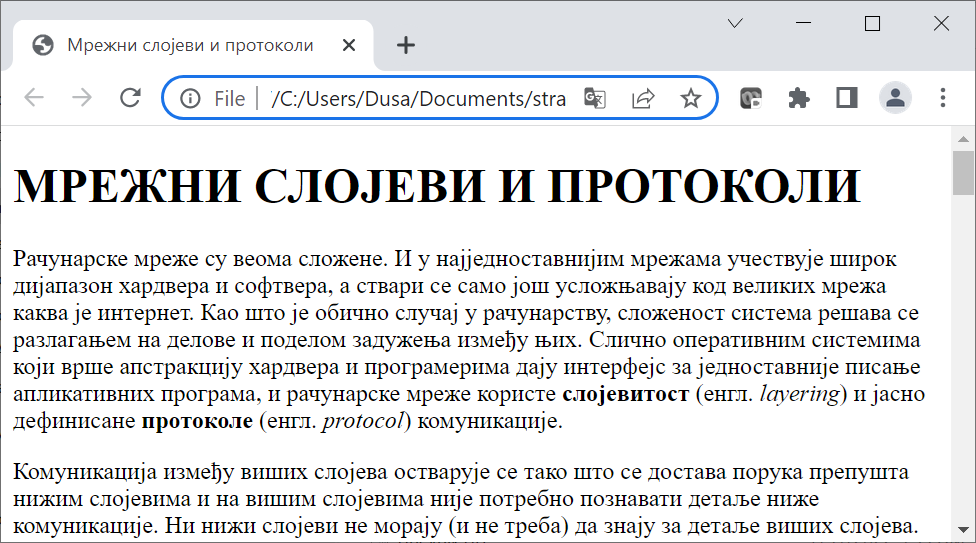 Мрежни слојеви и протоколи
File | /C:/Users/Dusa/Documents/stra
МРЕЖНИ СЛОЈЕВИ И ПРОТОКОЛИ
Рачунарске мреже су веома сложене. И у најједноставнијим мрежама учествује широк
дијапазон хардвера и софтвера, а ствари се само још усложњавају код великих мрежа
каква је интернет. Као што је обично случај у рачунарству, сложеност система решава се
разлагањем на делове и поделом задужења између њих. Слично оперативним системима
који врше апстракцију хардвера и програмерима дају интерфејс за једноставније писање
апликативних програма, и рачунарске мреже користе слојевитост (енгл. layering) и јасно
дефинисане протоколе (енгл. protocol) комуникације.
Комуникација између виших слојева остварује се тако што се достава порука препушта
нижим слојевима и на вишим слојевима није потребно познавати детаље ниже
комуникације. Ни нижи слојеви не морају (и не треба) да знају за детаље виших слојева.